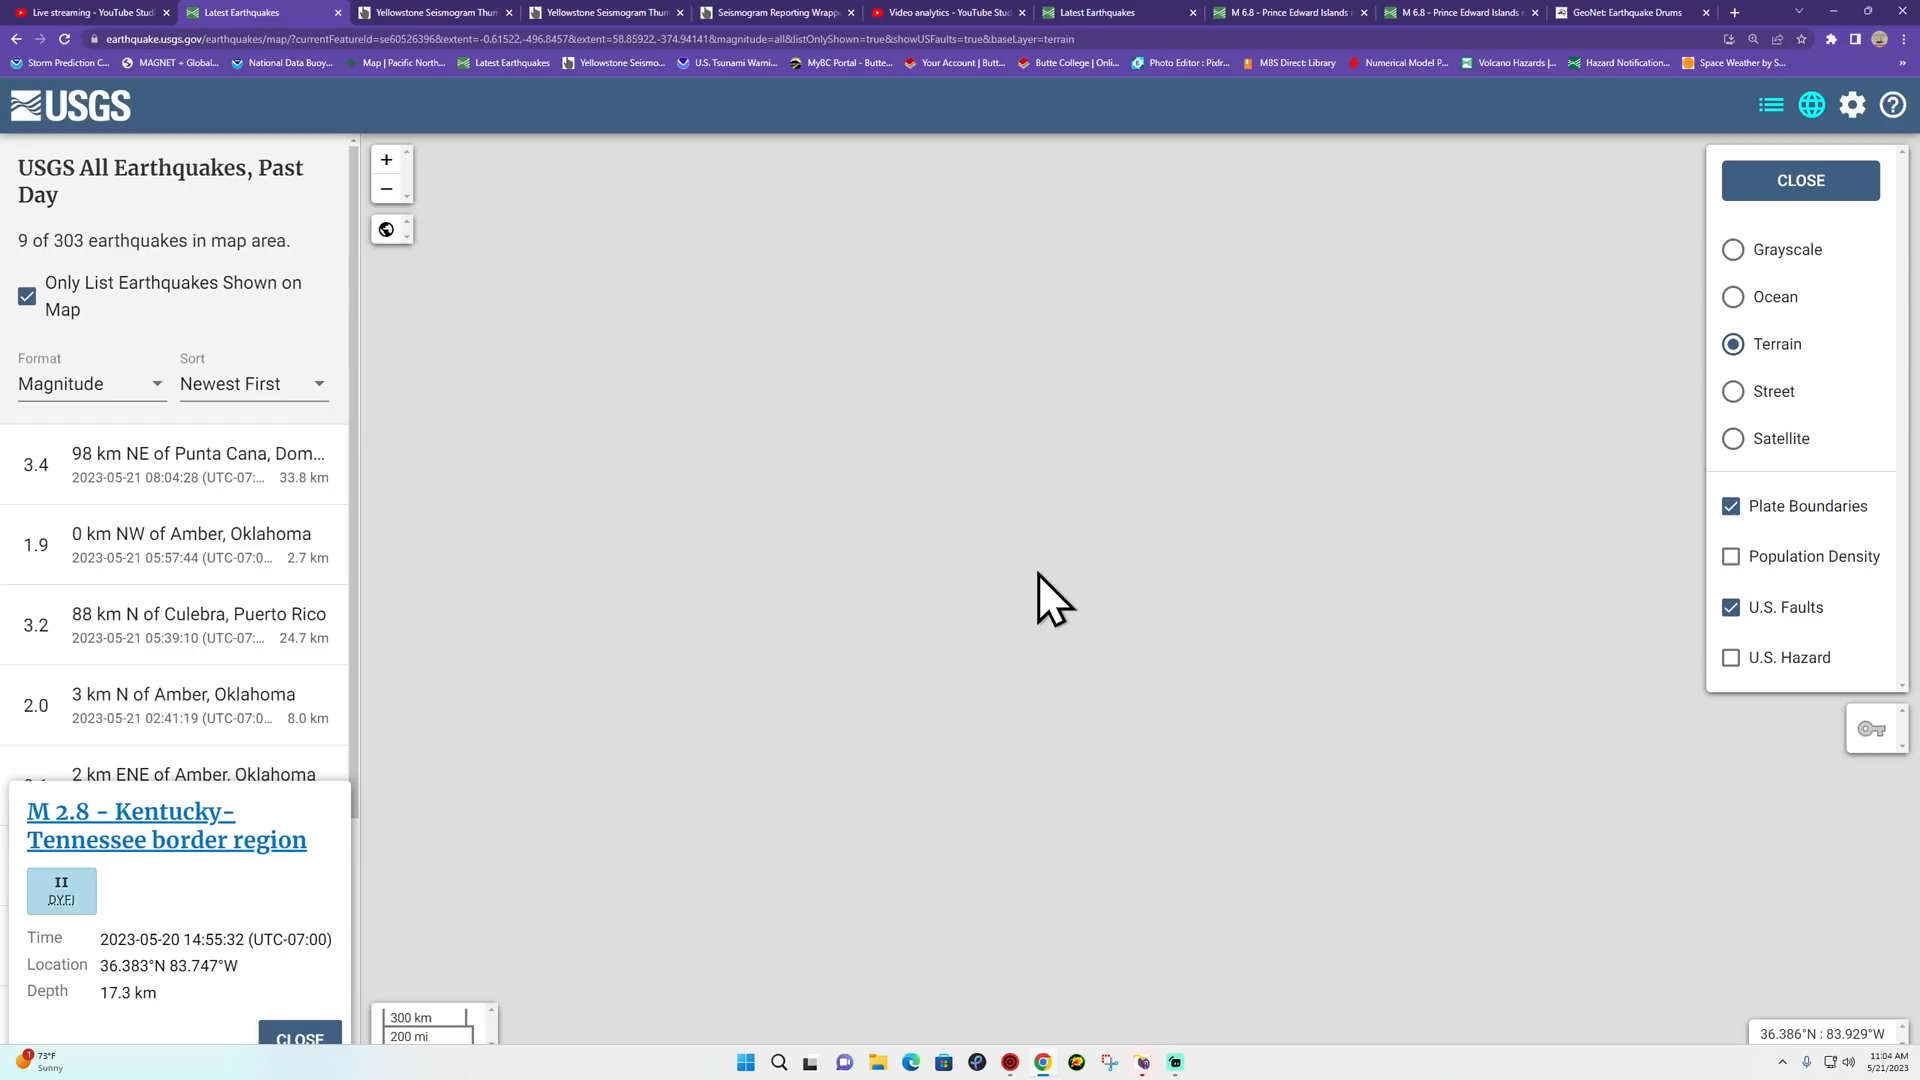 Live streaming - YouTube Studi
Latest Earthquakes
Yellowstone Seismogram Thun
Yellowstone Seismogram Thun
Seismogram Reporting Wrappe
Video analytics - YouTube Stud
Latest Earthquakes
M 6.8 - Prince Edward Islands r
M 6.8 - Prince Edward Islands r
GeoNet: Earthquake Drums
earthquake.usgs.gov/earthquakes/map/?currentFeatureId=se60526396&extent=-0.61522,-496.8457&extent=58.85922,-374.94141&magnitude=all&listOnlyShown=true&showUSFaults=true&baseLayer=terrain
Storm Prediction C...
MAGNET + Global...
National Data Buoy...
Map | Pacific North...
Latest Earthquakes
Yellowstone Seismo...
U.S. Tsunami Warni...
MyBC Portal - Butte...
Your Account | Butt...
Butte College | Onli...
Photo Editor : Pixlr...
MBS Direct: Library
Numerical Model P...
Volcano Hazards |...
Hazard Notification...
Space Weather by S...
USGS
USGS All Earthquakes, Past
Day
9 of 303 earthquakes in map area.
Only List Earthquakes Shown on
Map
Format
Sort
Magnitude
Newest First
3.4
98 km NE of Punta Cana, Dom...
2023-05-21 08:04:28 (UTC-07:... 33.8 km
1.9
0 km NW of Amber, Oklahoma
2023-05-21 05:57:44 (UTC-07:0... 2.7 km
3.2
88 km N of Culebra, Puerto Rico
2023-05-21 05:39:10 (UTC-07:... 24.7 km
2.0
3 km N of Amber, Oklahoma
2023-05-21 02:41:19 (UTC-07:0... 8.0 km
2 km ENE of Amber, Oklahoma
M 2.8 - Kentucky-
Tennessee border region
II
DYFI
Time 2023-05-20 14:55:32 (UTC-07:00)
Location 36.383°N 83.747°W
Depth 17.3 km
CLOSE
300 km
200 mi
CLOSE
Grayscale
Ocean
Terrain
Street
Satellite
Plate Boundaries
Population Density
U.S. Faults
U.S. Hazard
36.386°N : 83.929°W
1
73°F
Sunny
11:04 AM
5/21/2023